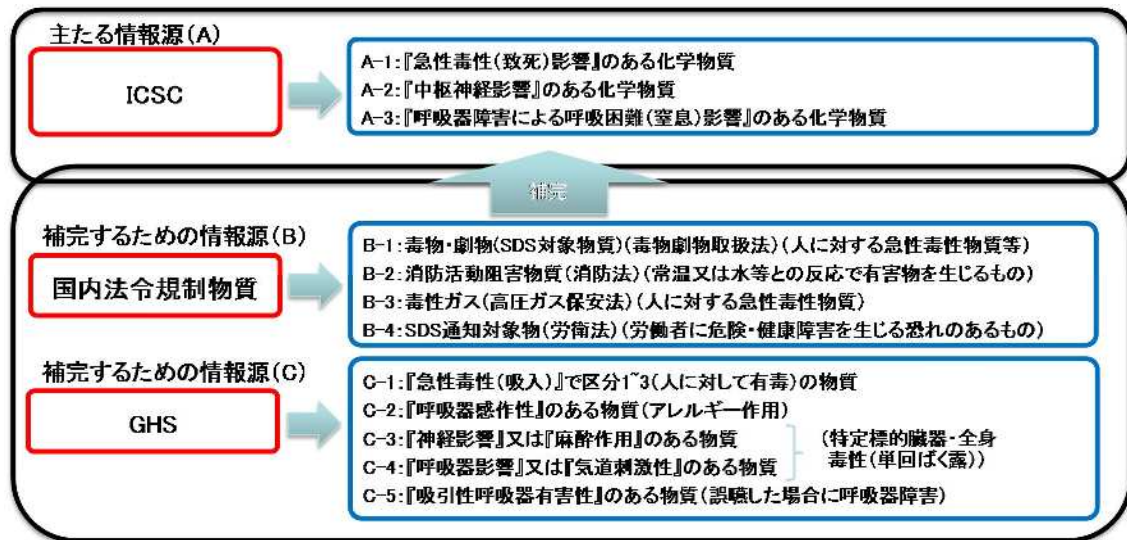 主たる情報源(A)
ICSC
A-1:『急性毒性(致死)影響』のある化学物質
A-2:『中枢神経影響』のある化学物質
A-3:『呼吸器障害による呼吸困難(窒息)影響』のある化学物質
補完
補完するための情報源(B)
国内法令規制物質
B-1:毒物・劇物(SDS対象物質)(毒物劇物取扱法)(人に対する急性毒性物質等)
B-2:消防活動阻害物質(消防法)(常温又は水等との反応で有害物を生じるもの)
B-3:毒性ガス(高圧ガス保安法)(人に対する急性毒性物質)
B-4:SDS通知対象物(労衛法)(労働者に危険・健康障害を生じる恐れのあるもの)
補完するための情報源(C)
GHS
C-1:『急性毒性(吸入)』で区分1~3(人に対して有毒)の物質
C-2:『呼吸器感作性』のある物質(アレルギー作用)
C-3:『神経影響』又は『麻酔作用』のある物質
C-4:『呼吸器影響』又は『気道刺激性』のある物質
(特定標的臓器・全身
毒性(単回ばく露))
C-5:『吸引性呼吸器有害性』のある物質(誤嚥した場合に呼吸器障害)